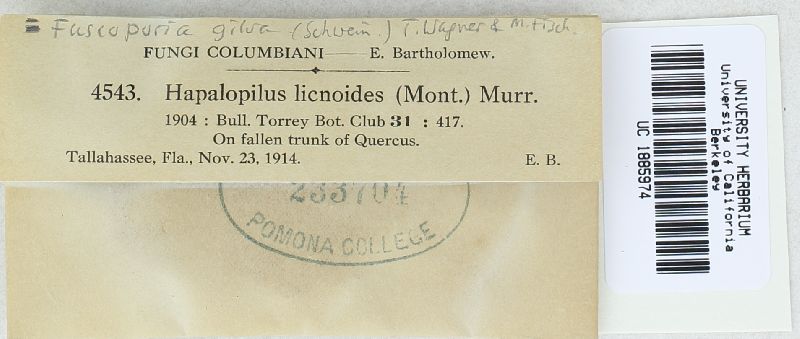 = Fuscoporia gilva (Schwein.) T. Wagner & M. Fisch.
FUNGI COLUMBIANI — E. Bartholomew.
4543. Hapalopilus licnoides (Mont.) Murr.
1904 : Bull. Torrey Bot. Club 31 : 417.
On fallen trunk of Quercus.
Tallahassee, Fla., Nov. 23, 1914. E. B.
233704
POMONA COLLEGE
UNIVERSITY HERBARIUM
University of California
Berkeley
UC 1885974